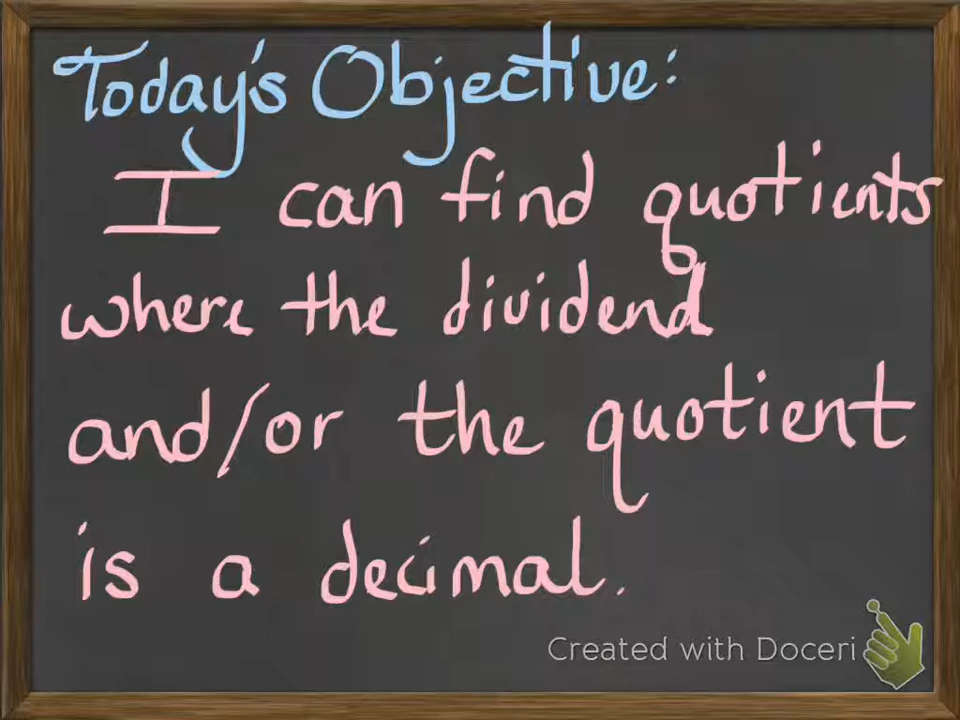 Today's Objective:
I can find quotients
where the dividend
and/or the quotient
is a decimal.
Created with Doceri